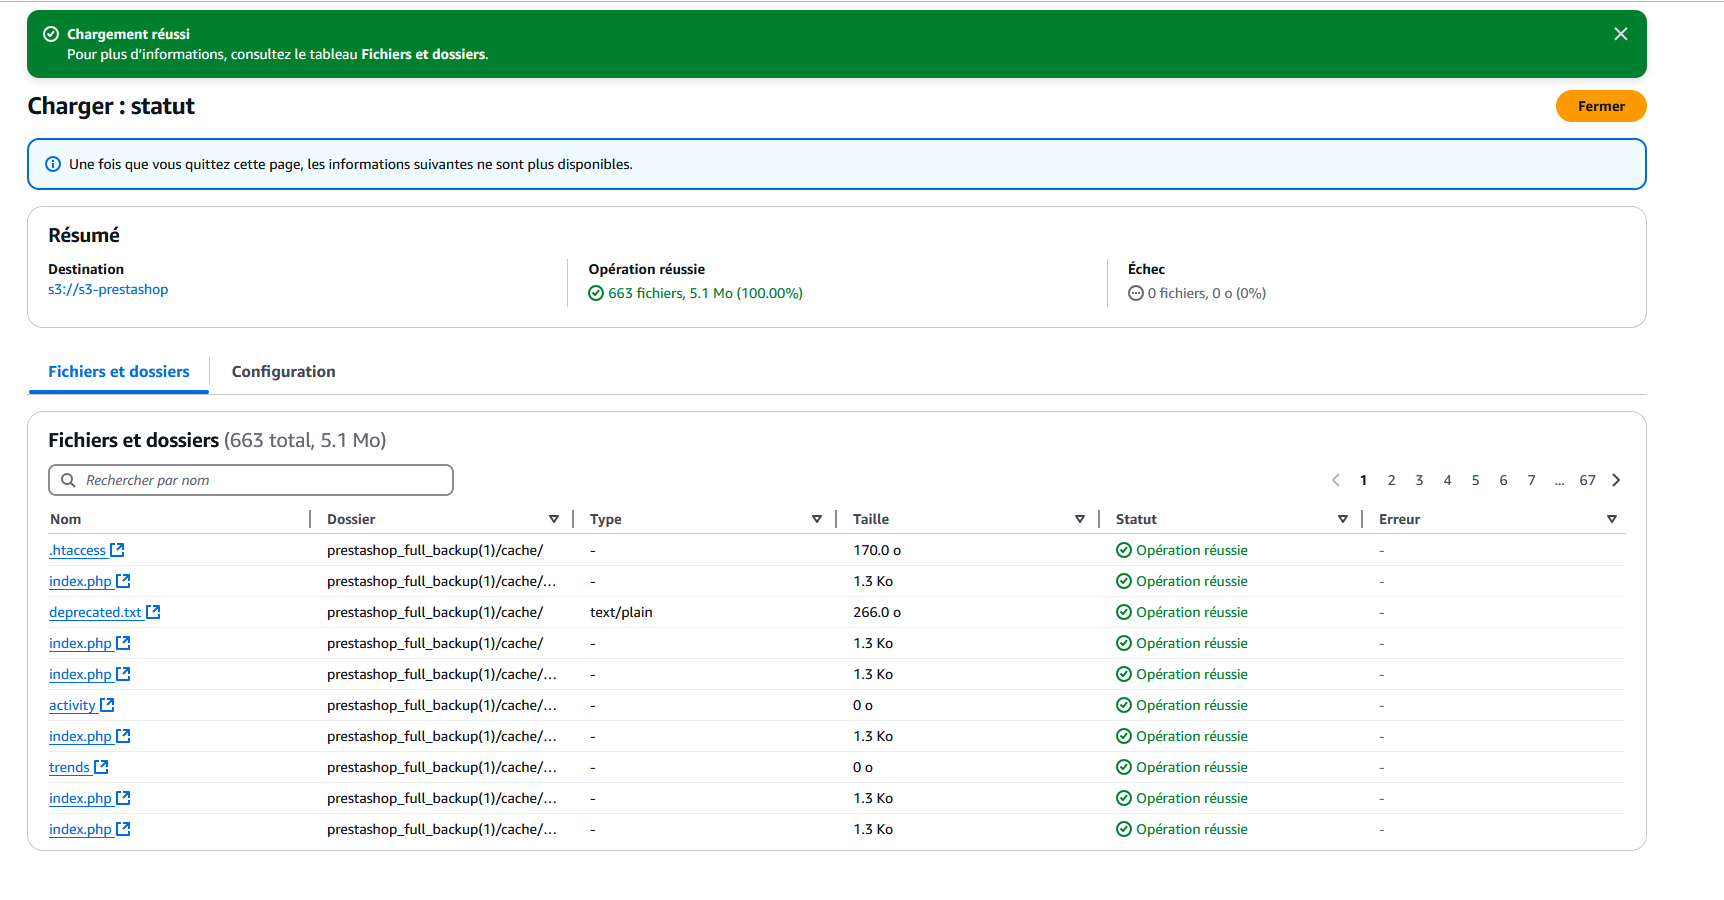 Chargement réussi
Pour plus d’informations, consultez le tableau Fichiers et dossiers.
Charger : statut
Fermer
Une fois que vous quittez cette page, les informations suivantes ne sont plus disponibles.
Résumé
Destination
s3://s3-prestashop
Opération réussie
663 fichiers, 5.1 Mo (100.00%)
Échec
0 fichiers, 0 o (0%)
Fichiers et dossiers
Configuration
Fichiers et dossiers (663 total, 5.1 Mo)
Rechercher par nom
1 2 3 4 5 6 7 ... 67
Nom Dossier Type Taille Statut Erreur
.htaccess prestashop_full_backup(1)/cache/ - 170.0 o Opération réussie -
index.php prestashop_full_backup(1)/cache/... - 1.3 Ko Opération réussie -
deprecated.txt prestashop_full_backup(1)/cache/ text/plain 266.0 o Opération réussie -
index.php prestashop_full_backup(1)/cache/ - 1.3 Ko Opération réussie -
index.php prestashop_full_backup(1)/cache/... - 1.3 Ko Opération réussie -
activity prestashop_full_backup(1)/cache/... - 0 o Opération réussie -
index.php prestashop_full_backup(1)/cache/... - 1.3 Ko Opération réussie -
trends prestashop_full_backup(1)/cache/... - 0 o Opération réussie -
index.php prestashop_full_backup(1)/cache/... - 1.3 Ko Opération réussie -
index.php prestashop_full_backup(1)/cache/... - 1.3 Ko Opération réussie -